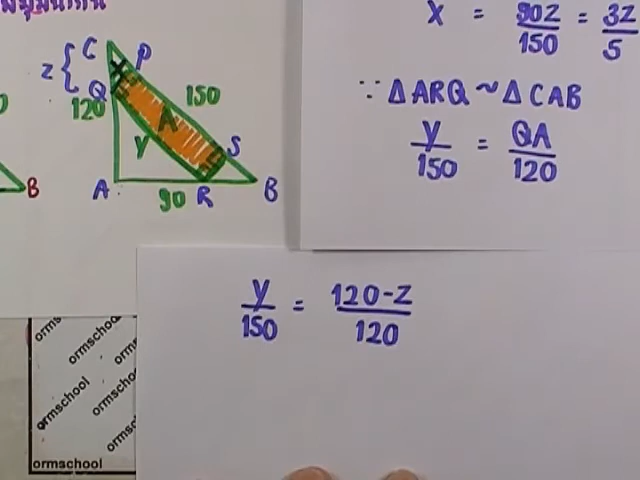 X = 90Z/150 = 3Z/5
C P
Z { Q 150
120 A S
y
A 90 R B
B
∵ ΔARQ ~ ΔCAB
y/150 = QA/120
y/150 = 120-Z/120
ormschool
ormschool
ormschool
ormschool